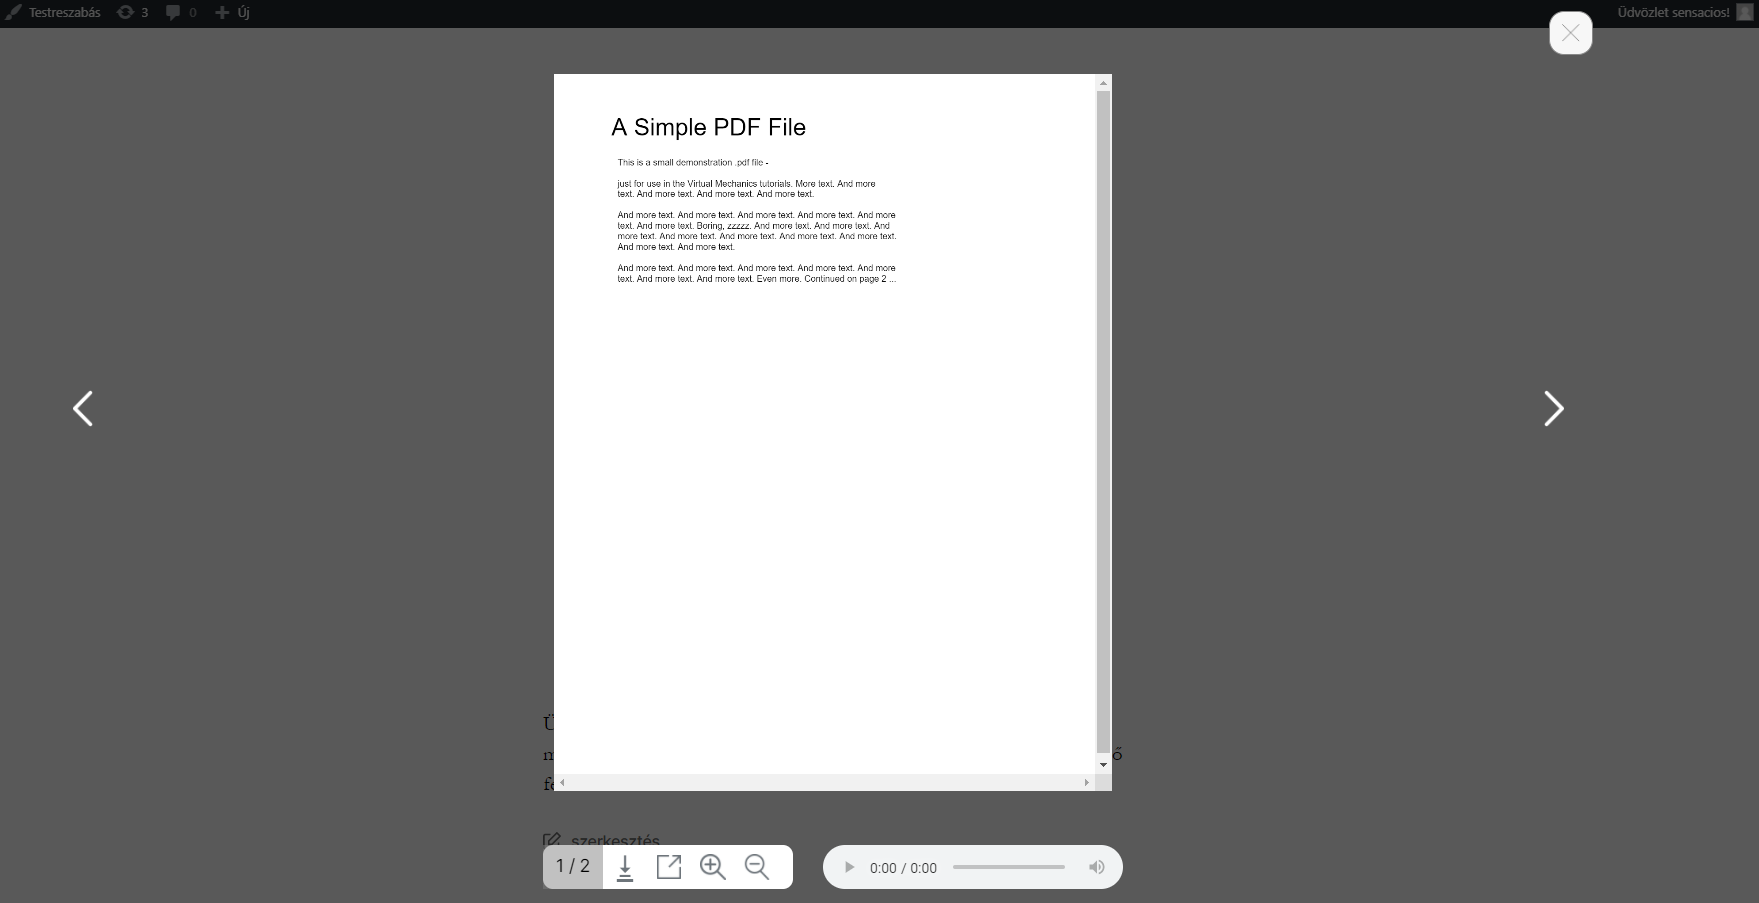 Testreszabás 3 0 Új Üdvözlet sensacios!
A Simple PDF File
This is a small demonstration .pdf file -
just for use in the Virtual Mechanics tutorials. More text. And more
text. And more text. And more text. And more text.
And more text. And more text. And more text. And more text. And more
text. And more text. Boring, zzzzz. And more text. And more text. And
more text. And more text. And more text. And more text. And more text.
And more text. And more text.
And more text. And more text. And more text. And more text. And more
text. And more text. And more text. Even more. Continued on page 2 ...
szerkesztés
1 / 2 0:00 / 0:00